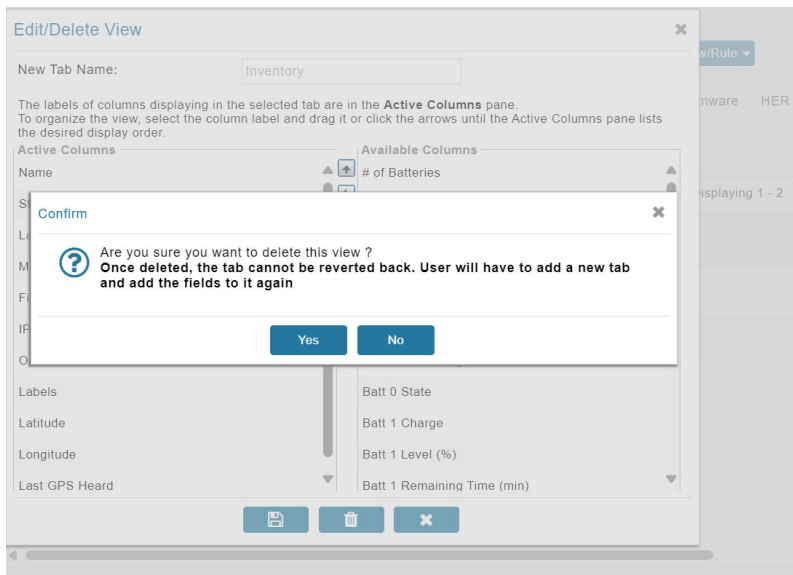 Edit/Delete View
w/Rule
New Tab Name:
Inventory
mware HER
The labels of columns displaying in the selected tab are in the Active Columns pane.
To organize the view, select the column label and drag it or click the arrows until the Active Columns pane lists
the desired display order.
Active Columns
Available Columns
Name
# of Batteries
isplaying 1 - 2
Confirm
Are you sure you want to delete this view ?
Once deleted, the tab cannot be reverted back. User will have to add a new tab
and add the fields to it again
Yes
No
IP
Labels
Batt 0 State
Latitude
Batt 1 Charge
Longitude
Batt 1 Level (%)
Last GPS Heard
Batt 1 Remaining Time (min)